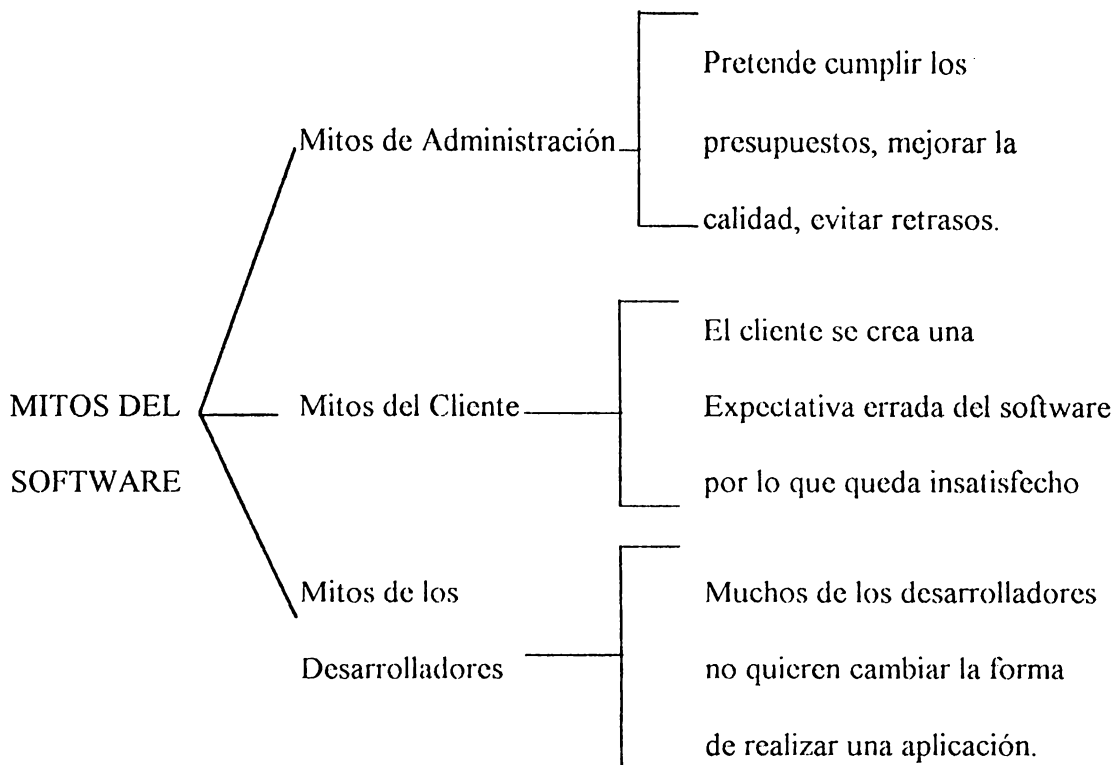 MITOS DEL
SOFTWARE
Mitos de Administración
Pretende cumplir los
presupuestos, mejorar la
calidad, evitar retrasos.
Mitos del Cliente
El cliente se crea una
Expectativa errada del software
por lo que queda insatisfecho
Mitos de los
Desarrolladores
Muchos de los desarrolladores
no quieren cambiar la forma
de realizar una aplicación.